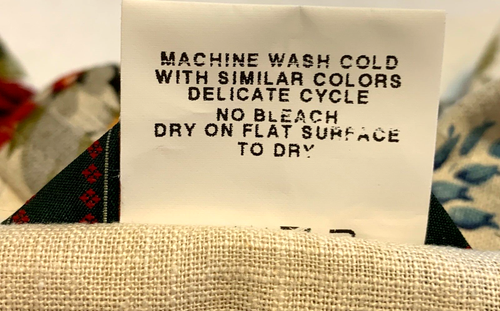 MACHINE WASH COLD
WITH SIMILAR COLORS
DELICATE CYCLE
NO BLEACH
DRY ON FLAT SURFACE
TO DRY